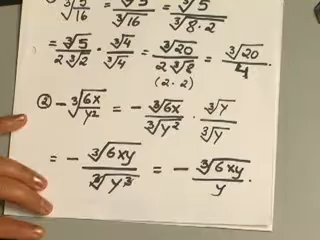 ∛(5/16) = ∛5/∛16 = ∛5/∛(8·2)
= ∛5/(2∛2) · ∛4/∛4 = ∛20/(2∛8) = ∛20/4.
(2·2)
② -∛(6x/y²) = -∛(6x)/∛(y²) · ∛y/∛y
= -∛(6xy)/∛(y³) = -∛(6xy)/y.